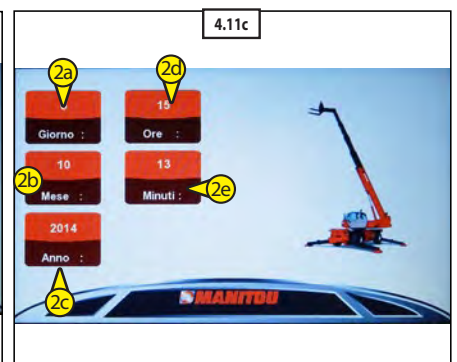 4.11c
2a
2d
15
Giorno :
Ore :
10
13
2b
Mese :
Minuti :
2e
2014
Anno :
2c
MANITOU